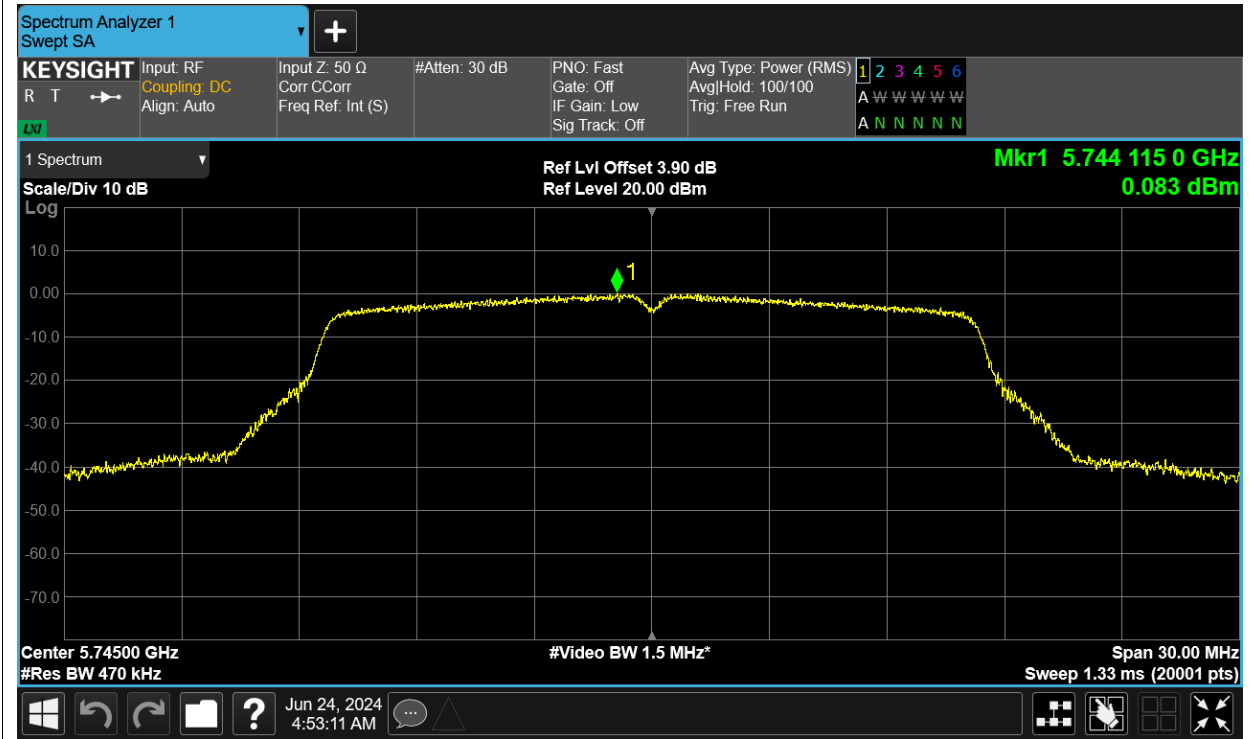 Spectrum Analyzer 1
Swept SA
KEYSIGHT
R T
LXI
Input: RF
Coupling: DC
Align: Auto
Input Z: 50 Ω
Corr CCorr
Freq Ref: Int (S)
#Atten: 30 dB
PNO: Fast
Gate: Off
IF Gain: Low
Sig Track: Off
Avg Type: Power (RMS)
Avg|Hold: 100/100
Trig: Free Run
1 2 3 4 5 6
A W W W W W
A N N N N N
1 Spectrum
Scale/Div 10 dB
Log
Ref Lvl Offset 3.90 dB
Ref Level 20.00 dBm
Mkr1 5.744 115 0 GHz
0.083 dBm
1
10.0
0.00
-10.0
-20.0
-30.0
-40.0
-50.0
-60.0
-70.0
Center 5.74500 GHz
#Video BW 1.5 MHz*
Span 30.00 MHz
#Res BW 470 kHz
Sweep 1.33 ms (20001 pts)
?
Jun 24, 2024
4:53:11 AM